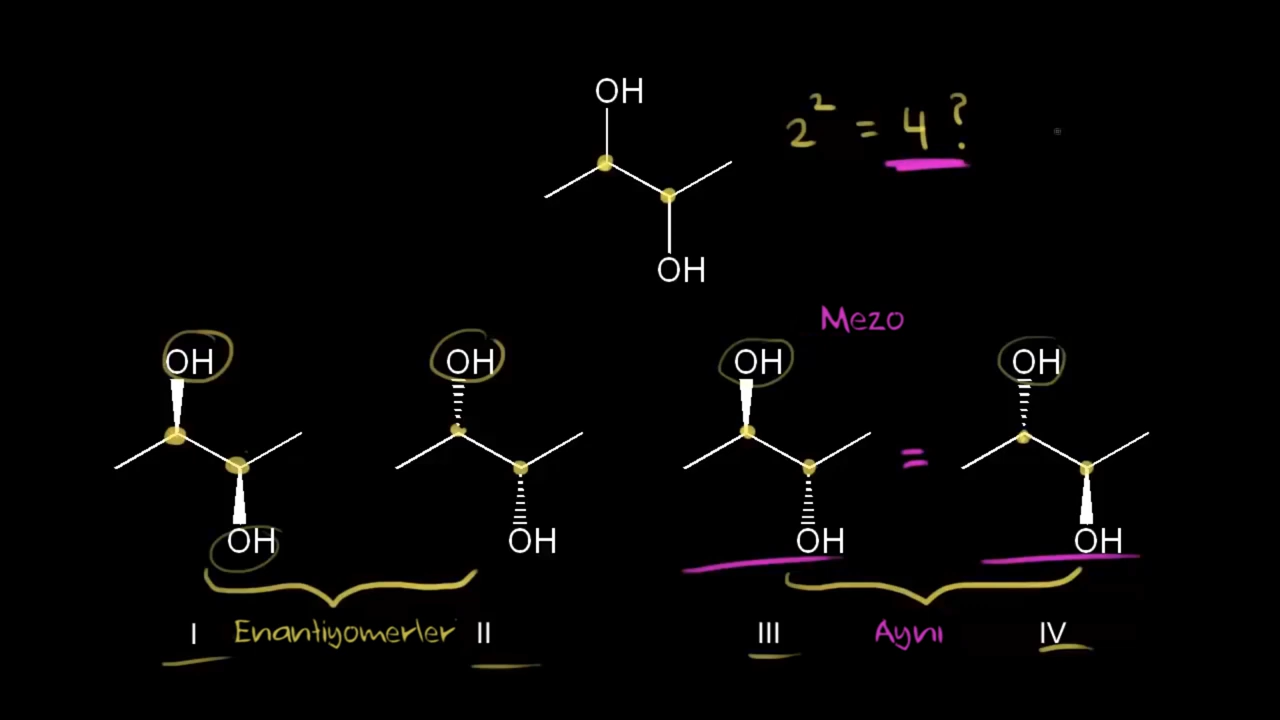 OH
2² = 4 ?
OH
Mezo
OH OH OH OH
=
OH OH OH OH
I Enantiyomerler II III Aynı IV